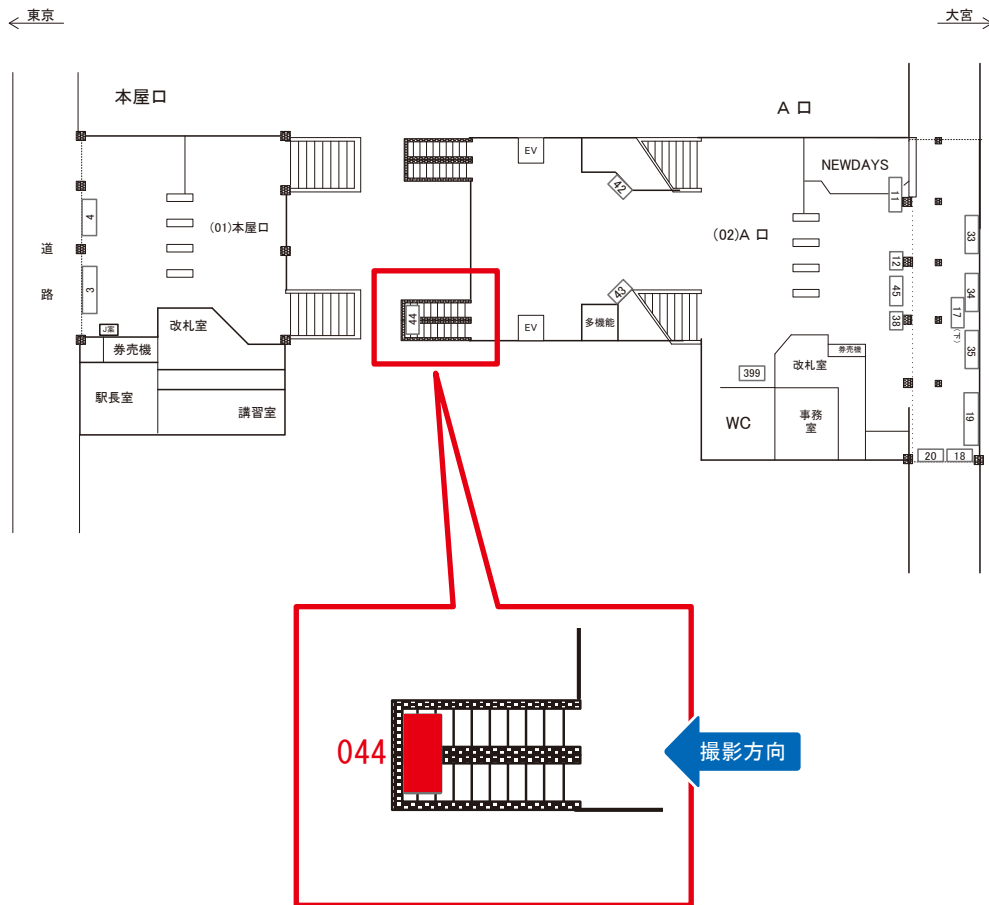 東京
大宮
本屋口
A 口
EV
NEWDAYS
42
11
4
(01)本屋口
(02)A 口
33
道
路
12
3
45
34
43
17
(下)
44
38
J室
改札室
EV
多機能
35
券売機
改札室
券売機
399
駅長室
講習室
WC
事務
室
19
20
18
044
撮影方向